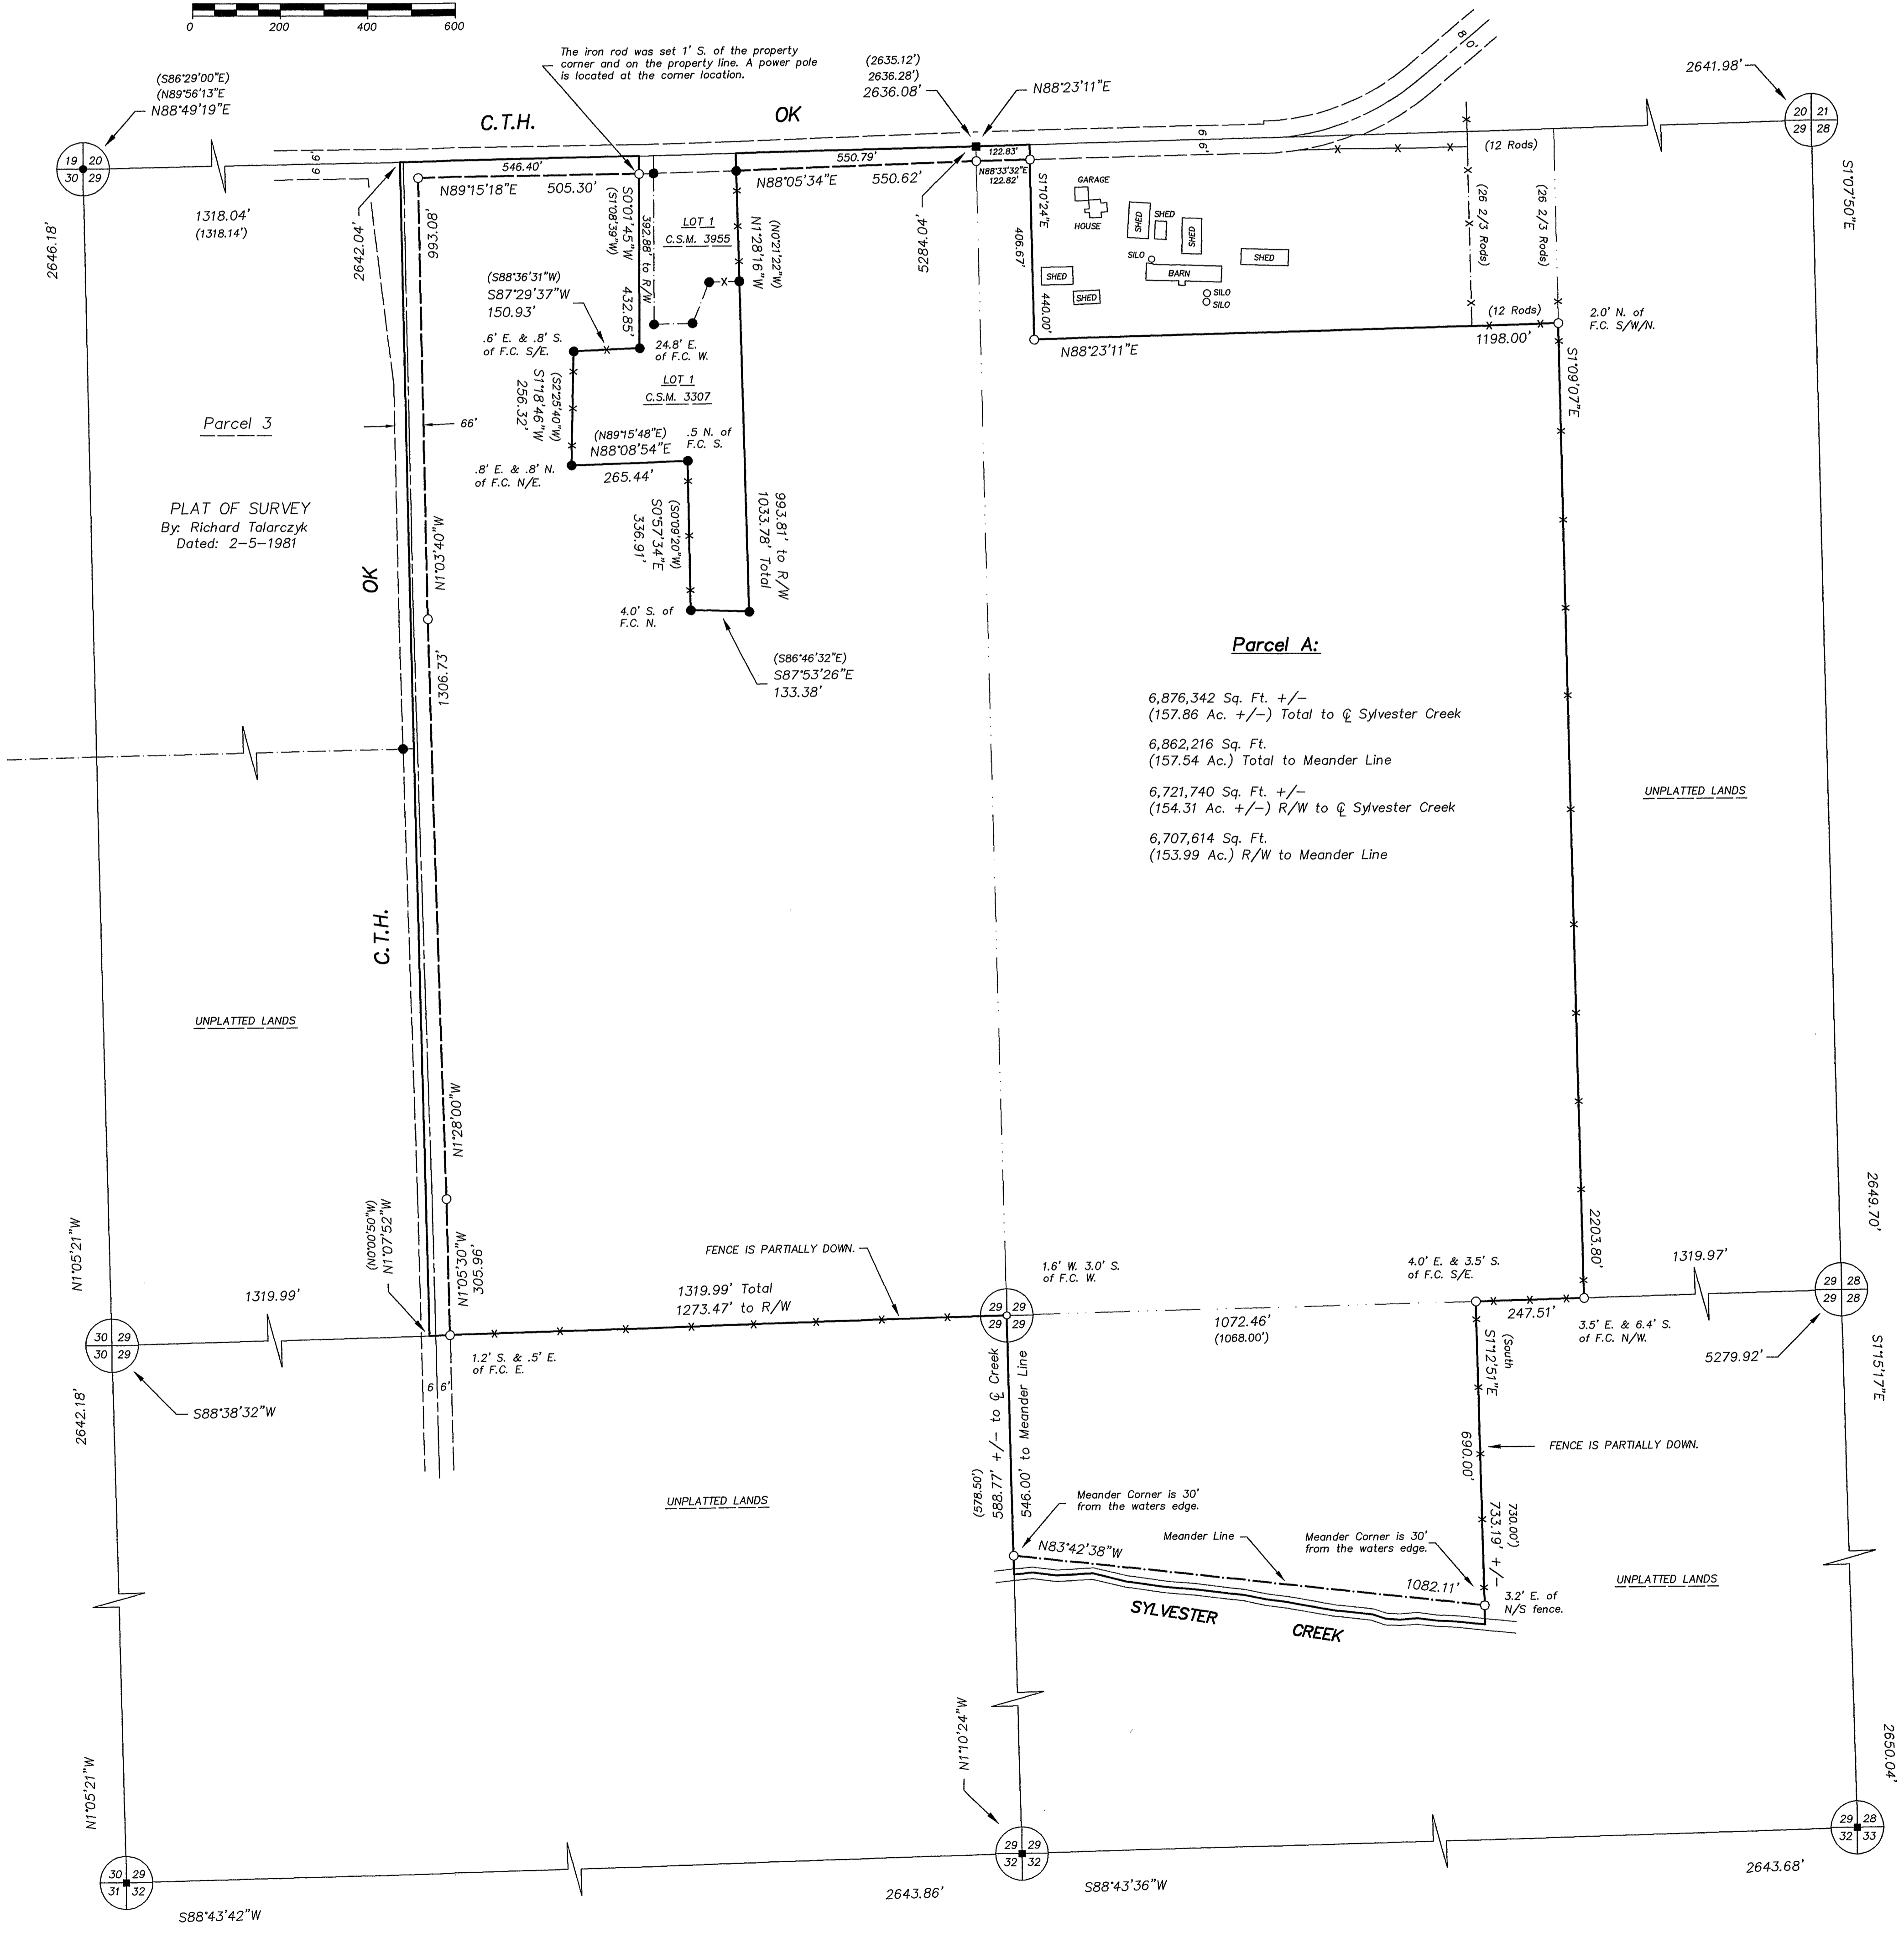 0 200 400 600
The iron rod was set 1' S. of the property
corner and on the property line. A power pole
is located at the corner location.
(S86°29'00"E)
(N89°56'13"E
N88°49'19"E
(2635.12')
2636.28')
2636.08'
N88°23'11"E
2641.98'
80'
C.T.H.
OK
19 20
30 29
20 21
29 28
66'
66'
546.40'
550.79'
122.83'
(12 Rods)
N89°15'18"E
505.30'
N88°05'34"E
550.62'
N88°33'32"E
122.82'
1318.04'
(1318.14')
2646.18'
2642.04'
993.08'
S0°01'45"W
432.85'
(S1°08'39"W)
392.88' to R/W
LOT 1
C.S.M. 3955
N1°28'16"W
(N0°21'22"W)
5284.04'
S1°10'24"E
406.67'
440.00'
GARAGE
HOUSE
SHED
SHED
SHED
SHED
SHED
SHED
SILO
BARN
SILO
SILO
(26 2/3 Rods)
(26 2/3 Rods)
S1°07'50"E
(12 Rods)
2.0' N. of
F.C. S/W/N.
1198.00'
N88°23'11"E
S1°09'07"E
(S88°36'31"W)
S87°29'37"W
150.93'
.6' E. & .8' S.
of F.C. S/E.
24.8' E.
of F.C. W.
LOT 1
C.S.M. 3307
(S2°25'40"W)
S1°18'46"W
256.32'
Parcel 3
66'
(N89°15'48"E)
N88°08'54"E
265.44'
.5 N. of
F.C. S.
.8' E. & .8' N.
of F.C. N/E.
PLAT OF SURVEY
By: Richard Talarczyk
Dated: 2-5-1981
(S0°09'20"W)
S0°57'34"E
336.91'
993.81' to R/W
1033.78' Total
N1°03'40"W
OK
4.0' S. of
F.C. N.
(S86°46'32"E)
S87°53'26"E
133.38'
1306.73'
Parcel A:
6,876,342 Sq. Ft. +/-
(157.86 Ac. +/-) Total to ℄ Sylvester Creek
6,862,216 Sq. Ft.
(157.54 Ac.) Total to Meander Line
6,721,740 Sq. Ft. +/-
(154.31 Ac. +/-) R/W to ℄ Sylvester Creek
6,707,614 Sq. Ft.
(153.99 Ac.) R/W to Meander Line
UNPLATTED LANDS
C.T.H.
UNPLATTED LANDS
N1°28'00"W
N1°05'21"W
(N0°00'50"W)
N1°07'52"W
N1°05'30"W
305.96'
FENCE IS PARTIALLY DOWN.
1319.99'
1319.99' Total
1273.47' to R/W
1.6' W. 3.0' S.
of F.C. W.
4.0' E. & 3.5' S.
of F.C. S/E.
2203.80'
1319.97'
2649.70'
30 29
30 29
29 29
29 29
29 28
29 28
1072.46'
(1068.00')
247.51'
3.5' E. & 6.4' S.
of F.C. N/W.
5279.92'
S1°15'17"E
1.2' S. & .5' E.
of F.C. E.
66'
S88°38'32"W
2642.18'
(South
S1°12'51"E
690.00'
730.00')
733.19' +/-
FENCE IS PARTIALLY DOWN.
(578.50')
588.77' +/- to ℄ Creek
546.00' to Meander Line
UNPLATTED LANDS
Meander Corner is 30'
from the waters edge.
Meander Line
Meander Corner is 30'
from the waters edge.
N83°42'38"W
1082.11'
3.2' E. of
N/S fence.
UNPLATTED LANDS
SYLVESTER CREEK
N1°10'24"W
N1°05'21"W
2650.04'
30 29
31 32
29 29
32 32
29 28
32 33
S88°43'42"W
2643.86'
S88°43'36"W
2643.68'